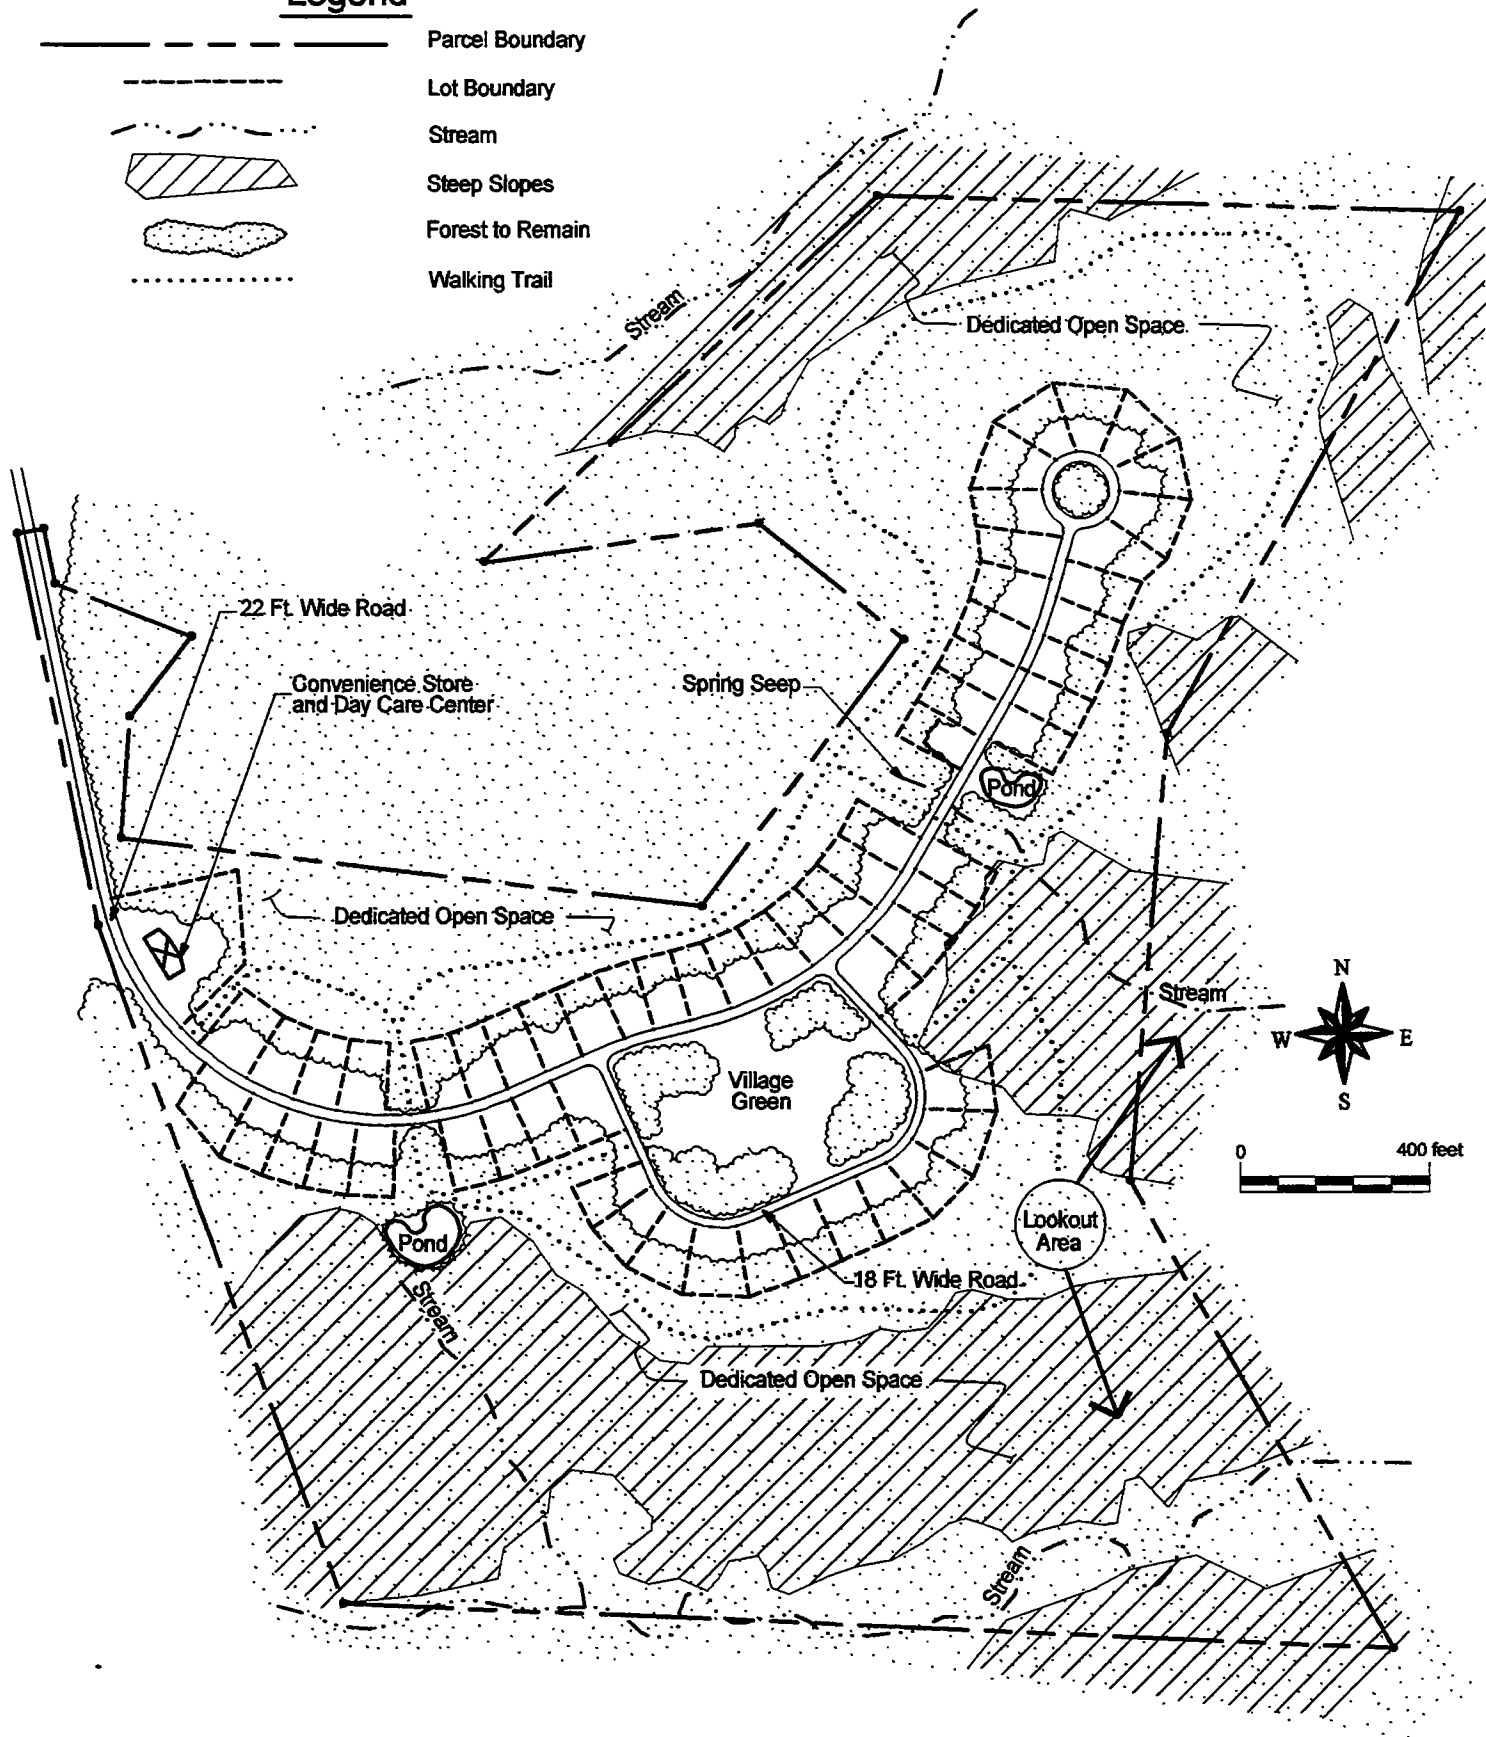 Legend
Parcel Boundary
Lot Boundary
Stream
Steep Slopes
Forest to Remain
Walking Trail
Stream
Dedicated Open Space
22 Ft. Wide Road
Convenience Store
and Day Care Center
Spring Seep
Pond
Dedicated Open Space
Stream
N
W E
S
Village
Green
0 400 feet
Lookout
Area
Pond
18 Ft. Wide Road
Stream
Dedicated Open Space
Stream